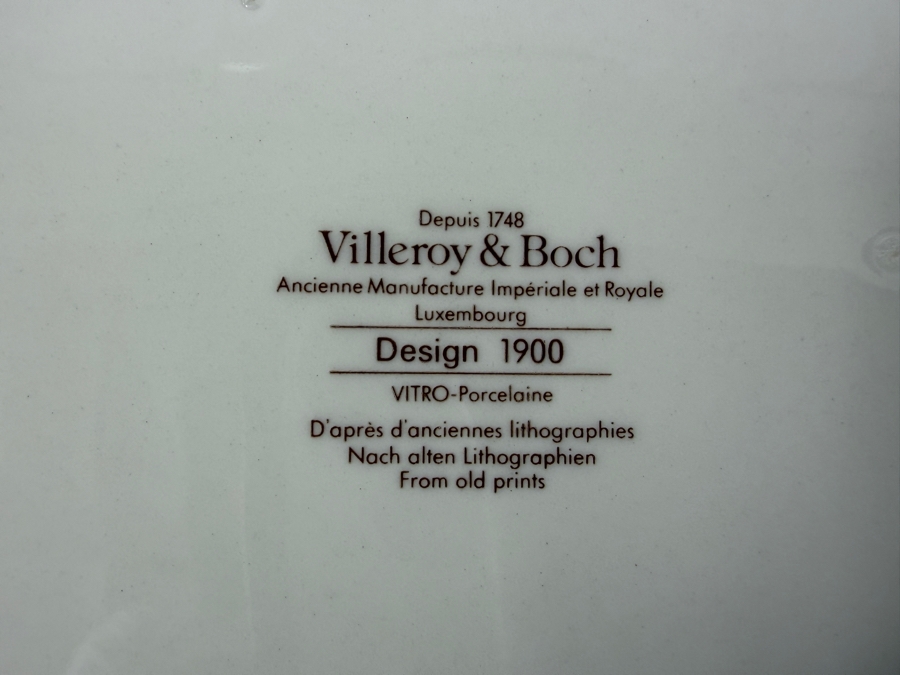 Depuis 1748
Villeroy & Boch
Ancienne Manufacture Impériale et Royale
Luxembourg
Design 1900
VITRO-Porcelaine
D'après d'anciennes lithographies
Nach alten Lithographien
From old prints